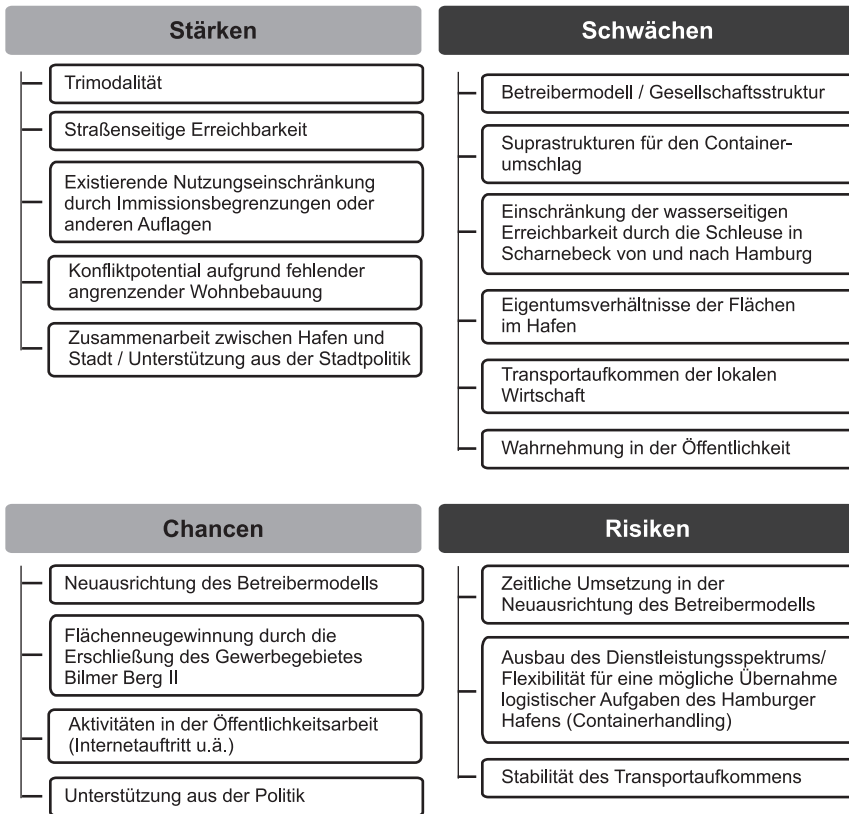 Stärken
Trimodalität
Straßenseitige Erreichbarkeit
Existierende Nutzungseinschränkung
durch Immissionsbegrenzungen oder
anderen Auflagen
Konfliktpotential aufgrund fehlender
angrenzender Wohnbebauung
Zusammenarbeit zwischen Hafen und
Stadt / Unterstützung aus der Stadtpolitik
Schwächen
Betreibermodell / Gesellschaftsstruktur
Suprastrukturen für den Container-
umschlag
Einschränkung der wasserseitigen
Erreichbarkeit durch die Schleuse in
Scharnebeck von und nach Hamburg
Eigentumsverhältnisse der Flächen
im Hafen
Transportaufkommen der lokalen
Wirtschaft
Wahrnehmung in der Öffentlichkeit
Chancen
Neuausrichtung des Betreibermodells
Flächenneugewinnung durch die
Erschließung des Gewerbegebietes
Bilmer Berg II
Aktivitäten in der Öffentlichkeitsarbeit
(Internetauftritt u.ä.)
Unterstützung aus der Politik
Risiken
Zeitliche Umsetzung in der
Neuausrichtung des Betreibermodells
Ausbau des Dienstleistungsspektrums/
Flexibilität für eine mögliche Übernahme
logistischer Aufgaben des Hamburger
Hafens (Containerhandling)
Stabilität des Transportaufkommens